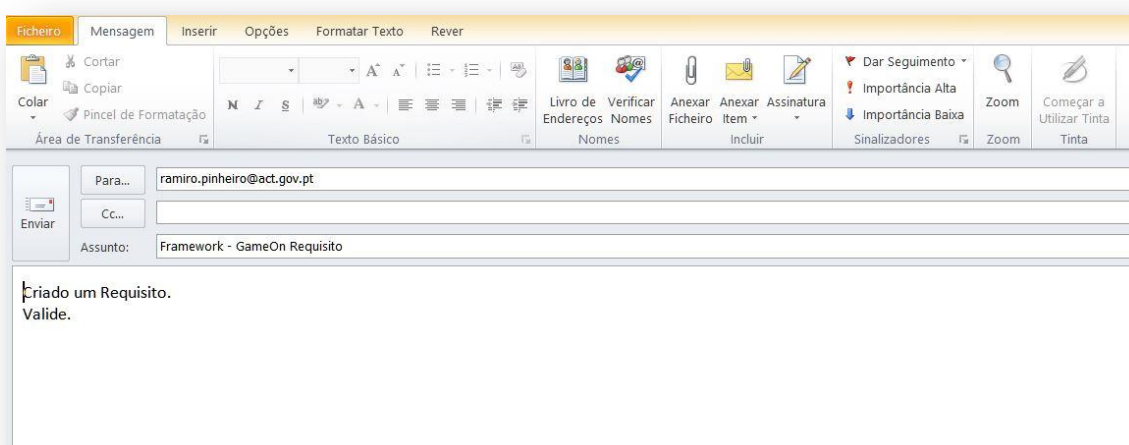 Ficheiro Mensagem Inserir Opções Formatar Texto Rever
Cortar
Copiar
Colar
Pincel de Formatação
Área de Transferência
N I S
Texto Básico
Livro de Endereços
Verificar Nomes
Nomes
Anexar Ficheiro
Anexar Item
Assinatura
Incluir
Dar Seguimento
Importância Alta
Importância Baixa
Sinalizadores
Zoom
Zoom
Começar a Utilizar Tinta
Tinta
Enviar
Para... ramiro.pinheiro@act.gov.pt
Cc...
Assunto: Framework - GameOn Requisito
Criado um Requisito.
Valide.